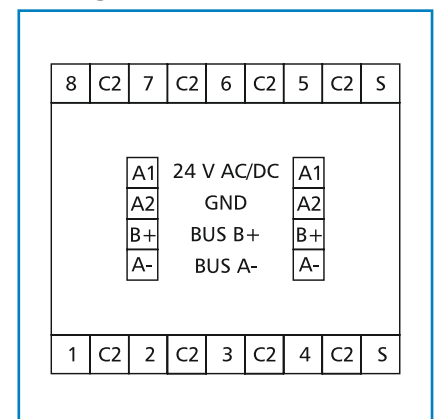 8 C2 7 C2 6 C2 5 C2 S
A1 24 V AC/DC A1
A2 GND A2
B+ BUS B+ B+
A- BUS A- A-
1 C2 2 C2 3 C2 4 C2 S